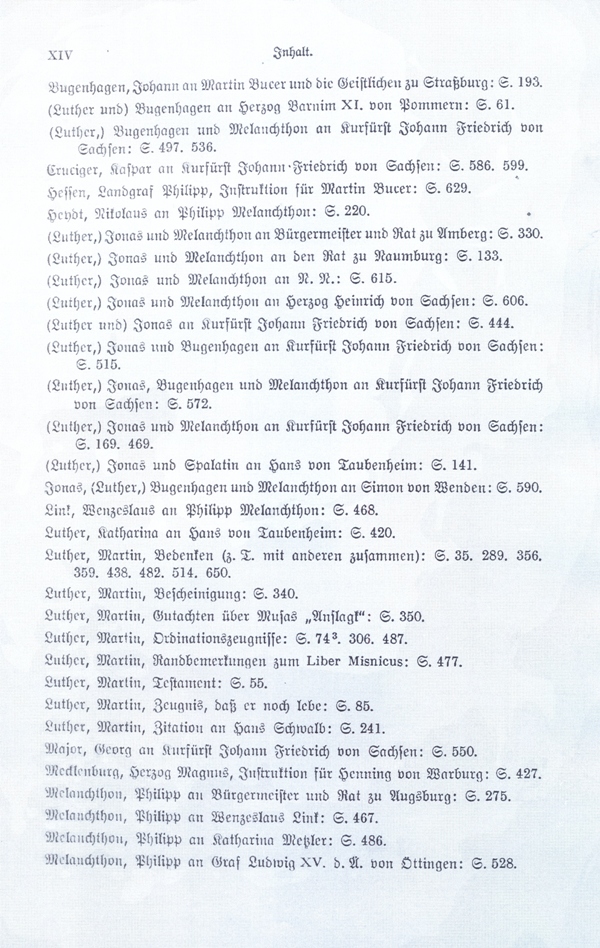 XIV Inhalt.
Bugenhagen, Johann an Martin Bucer und die Geistlichen zu Straßburg: S. 193.
(Luther und) Bugenhagen an Herzog Barnim XI. von Pommern: S. 61.
(Luther,) Bugenhagen und Melanchthon an Kurfürst Johann Friedrich von
Sachsen: S. 497. 536.
Cruciger, Kaspar an Kurfürst Johann Friedrich von Sachsen: S. 586. 599.
Hessen, Landgraf Philipp, Instruktion für Martin Bucer: S. 629.
Heydt, Nikolaus an Philipp Melanchthon: S. 220.
(Luther,) Jonas und Melanchthon an Bürgermeister und Rat zu Amberg: S. 330.
(Luther,) Jonas und Melanchthon an den Rat zu Naumburg: S. 133.
(Luther,) Jonas und Melanchthon an N. N.: S. 615.
(Luther,) Jonas und Melanchthon an Herzog Heinrich von Sachsen: S. 606.
(Luther und) Jonas an Kurfürst Johann Friedrich von Sachsen: S. 444.
(Luther,) Jonas und Bugenhagen an Kurfürst Johann Friedrich von Sachsen:
S. 515.
(Luther,) Jonas, Bugenhagen und Melanchthon an Kurfürst Johann Friedrich
von Sachsen: S. 572.
(Luther,) Jonas und Melanchthon an Kurfürst Johann Friedrich von Sachsen:
S. 169. 469.
(Luther,) Jonas und Spalatin an Hans von Taubenheim: S. 141.
Jonas, (Luther,) Bugenhagen und Melanchthon an Simon von Wenden: S. 590.
Link, Wenzeslaus an Philipp Melanchthon: S. 468.
Luther, Katharina an Hans von Taubenheim: S. 420.
Luther, Martin, Bedenken (z. T. mit anderen zusammen): S. 35. 289. 356.
359. 438. 482. 514. 650.
Luther, Martin, Bescheinigung: S. 340.
Luther, Martin, Gutachten über Musas „Anslagk“: S. 350.
Luther, Martin, Ordinationszeugnisse: S. 74³. 306. 487.
Luther, Martin, Randbemerkungen zum Liber Misnicus: S. 477.
Luther, Martin, Testament: S. 55.
Luther, Martin, Zeugnis, daß er noch lebe: S. 85.
Luther, Martin, Zitation an Hans Schwalb: S. 241.
Major, Georg an Kurfürst Johann Friedrich von Sachsen: S. 550.
Mecklenburg, Herzog Magnus, Instruktion für Henning von Warburg: S. 427.
Melanchthon, Philipp an Bürgermeister und Rat zu Augsburg: S. 275.
Melanchthon, Philipp an Wenzeslaus Link: S. 467.
Melanchthon, Philipp an Katharina Metzler: S. 486.
Melanchthon, Philipp an Graf Ludwig XV. d. Ä. von Öttingen: S. 528.